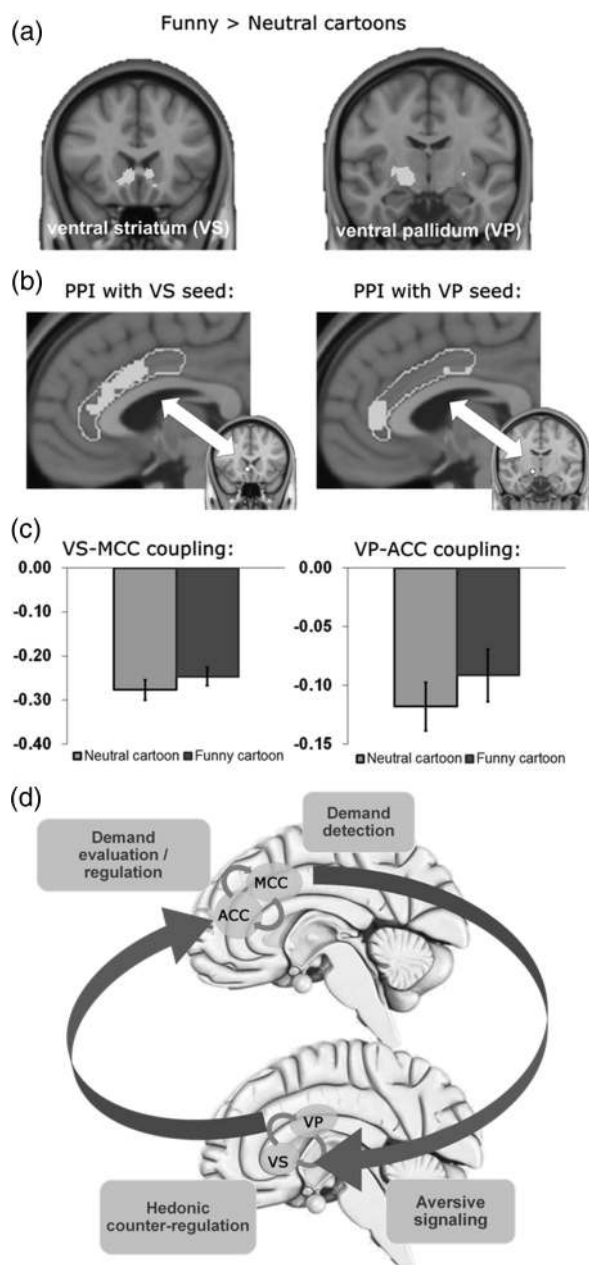 (a)
Funny > Neutral cartoons
ventral striatum (VS)
ventral pallidum (VP)
(b)
PPI with VS seed:
PPI with VP seed:
(c)
VS-MCC coupling:
VP-ACC coupling:
0.00
-0.10
-0.20
-0.30
-0.40
Neutral cartoon
Funny cartoon
0.00
-0.05
-0.10
-0.15
Neutral cartoon
Funny cartoon
(d)
Demand
evaluation /
regulation
Demand
detection
MCC
ACC
VP
VS
Hedonic
counter-regulation
Aversive
signaling